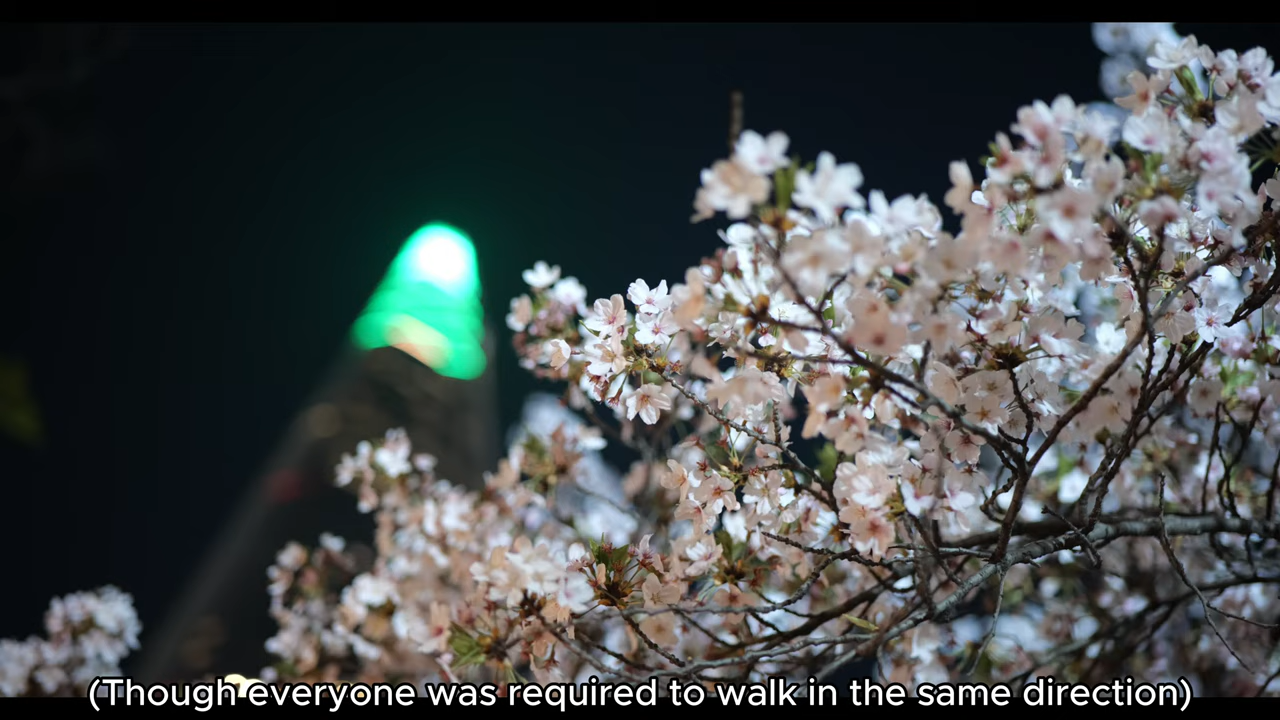 (Though everyone was required to walk in the same direction)